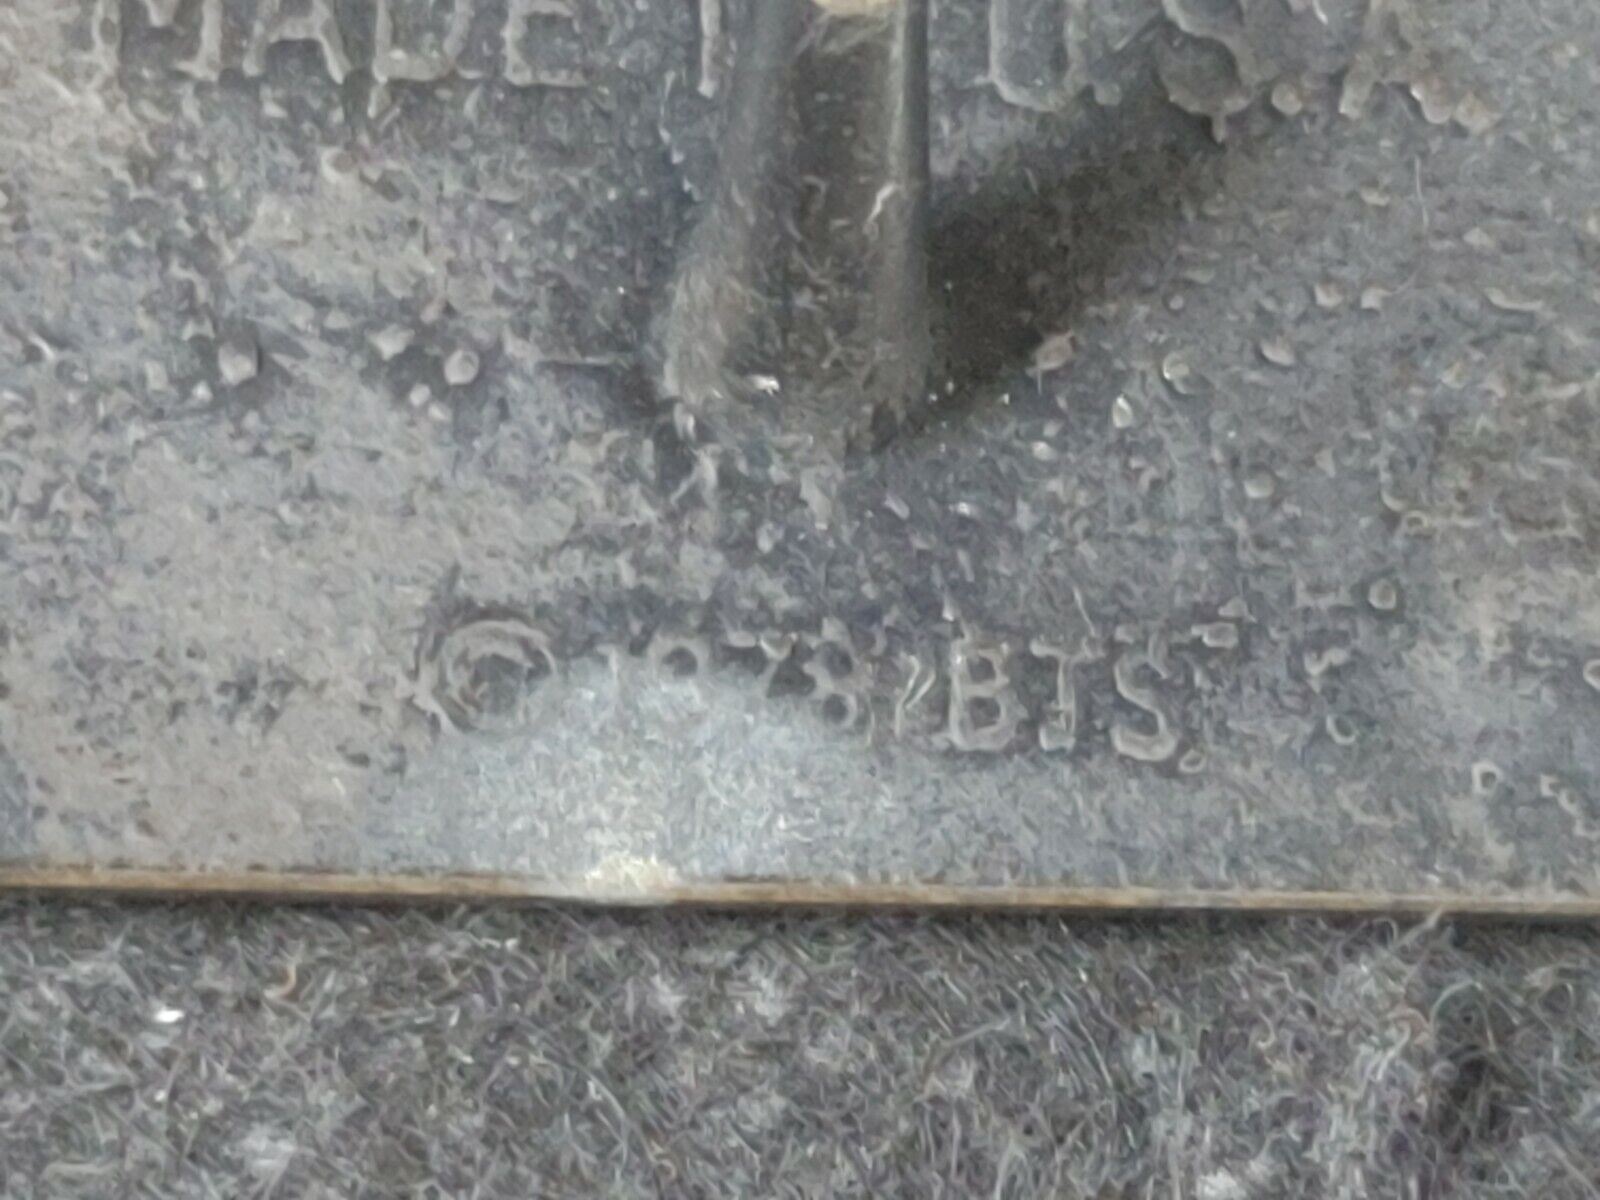 MADE I U.S.A.
© 1978, BTS.